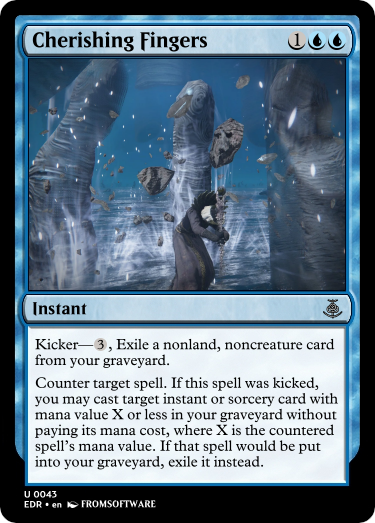 Cherishing Fingers 1
Instant
Kicker—3, Exile a nonland, noncreature card
from your graveyard.
Counter target spell. If this spell was kicked,
you may cast target instant or sorcery card with
mana value X or less in your graveyard without
paying its mana cost, where X is the countered
spell's mana value. If that spell would be put
into your graveyard, exile it instead.
U 0043
EDR • en FROMSOFTWARE